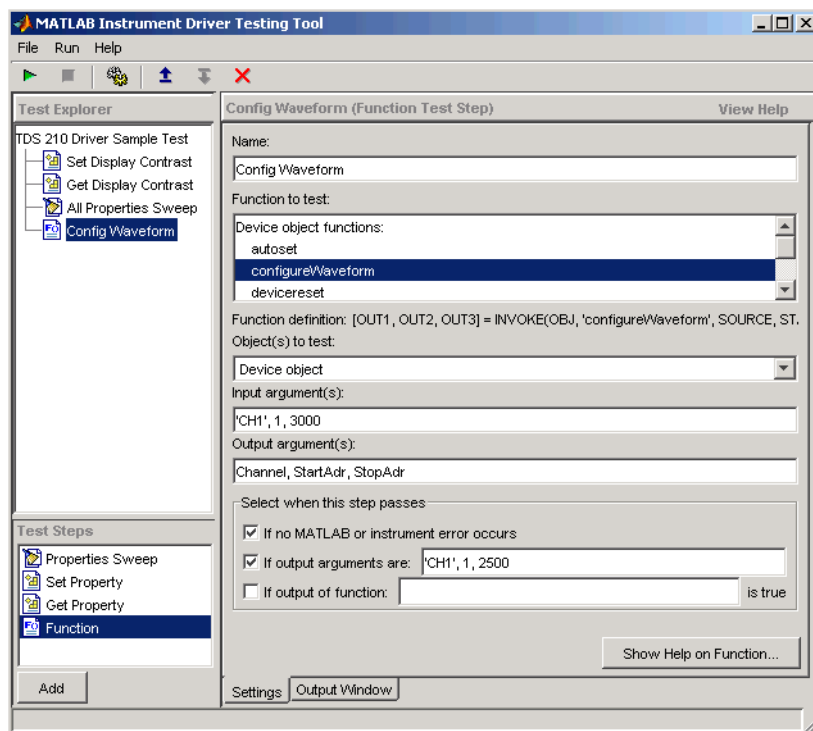 MATLAB Instrument Driver Testing Tool
File Run Help
Test Explorer
TDS 210 Driver Sample Test
Set Display Contrast
Get Display Contrast
All Properties Sweep
Config Waveform
Test Steps
Properties Sweep
Set Property
Get Property
Function
Add
Config Waveform (Function Test Step) View Help
Name:
Config Waveform
Function to test:
Device object functions:
autoset
configureWaveform
devicereset
Function definition: [OUT1, OUT2, OUT3] = INVOKE(OBJ, 'configureWaveform', SOURCE, ST.
Object(s) to test:
Device object
Input argument(s):
'CH1', 1, 3000
Output argument(s):
Channel, StartAdr, StopAdr
Select when this step passes
If no MATLAB or instrument error occurs
If output arguments are: 'CH1', 1, 2500
If output of function: is true
Show Help on Function...
Settings Output Window